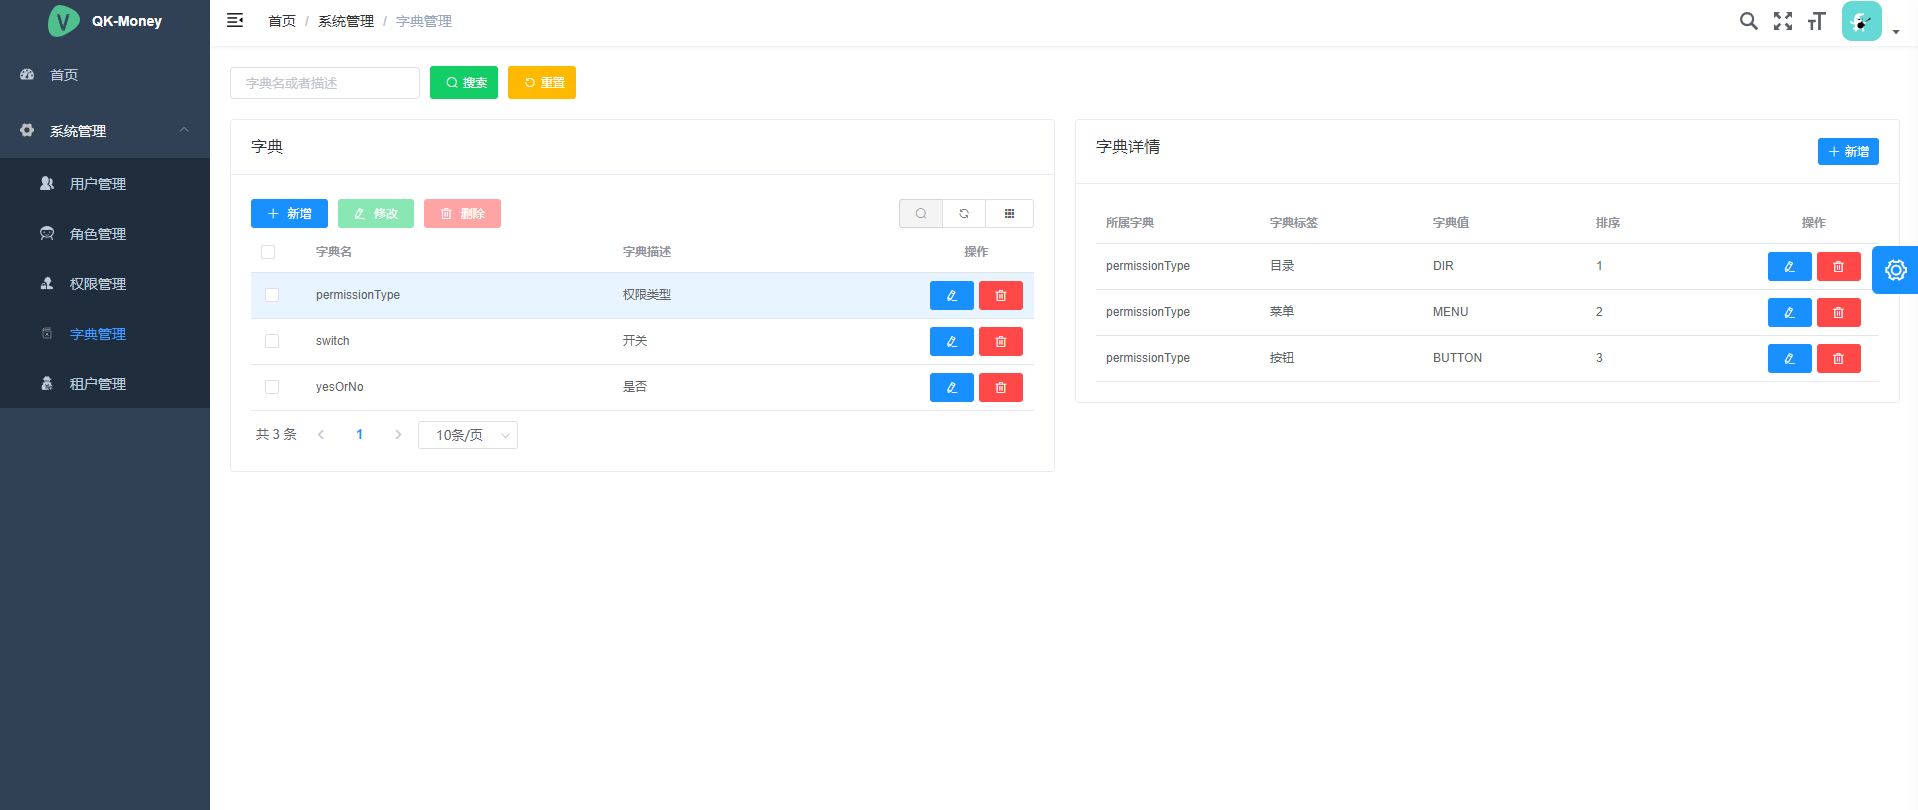 QK-Money
首页 / 系统管理 / 字典管理
首页
系统管理
用户管理
角色管理
权限管理
字典管理
租户管理
字典名或者描述 搜索 重置
字典
新增 修改 删除
字典名 字典描述 操作
permissionType 权限类型
switch 开关
yesOrNo 是否
共 3 条 1 10条/页
字典详情 新增
所属字典 字典标签 字典值 排序 操作
permissionType 目录 DIR 1
permissionType 菜单 MENU 2
permissionType 按钮 BUTTON 3